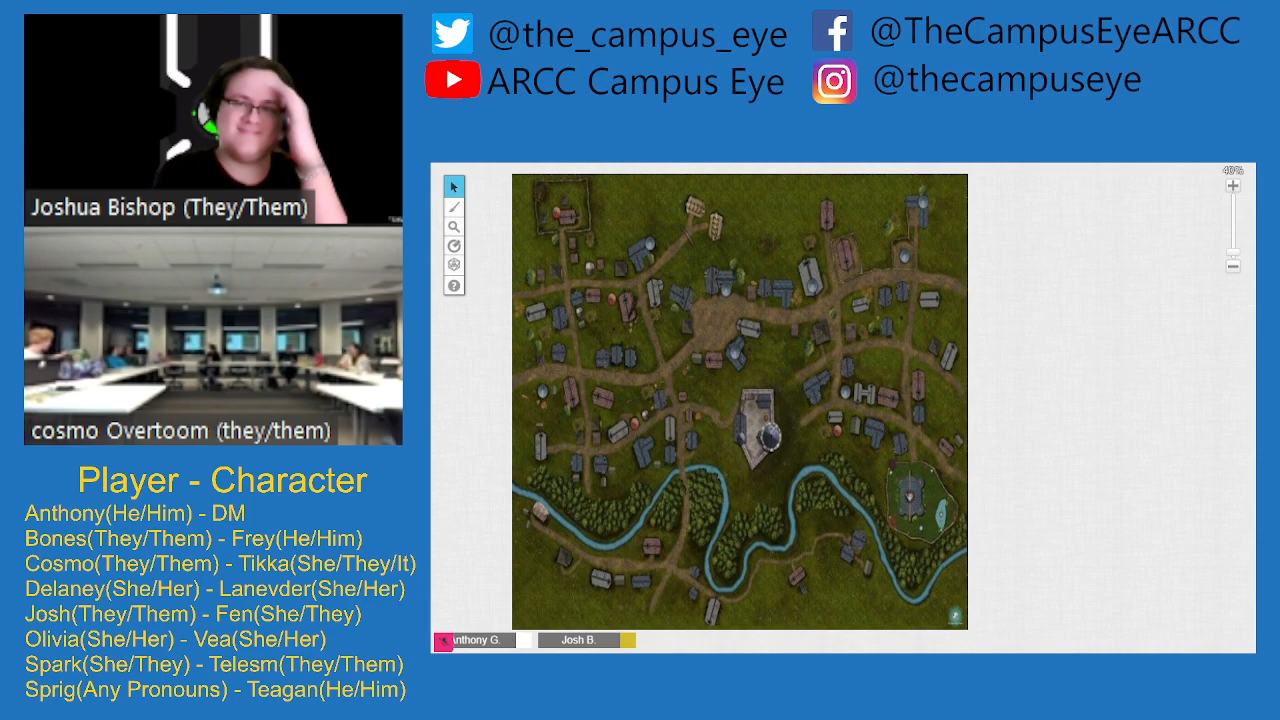 @the_campus_eye
@TheCampusEyeARCC
ARCC Campus Eye
@thecampuseye
Joshua Bishop (They/Them)
cosmo Overtoom (they/them)
Player - Character
Anthony(He/Him) - DM
Bones(They/Them) - Frey(He/Him)
Cosmo(They/Them) - Tikka(She/They/It)
Delaney(She/Her) - Lanevder(She/Her)
Josh(They/Them) - Fen(She/They)
Olivia(She/Her) - Vea(She/Her)
Spark(She/They) - Telesm(They/Them)
Sprig(Any Pronouns) - Teagan(He/Him)
40%
Anthony G.
Josh B.